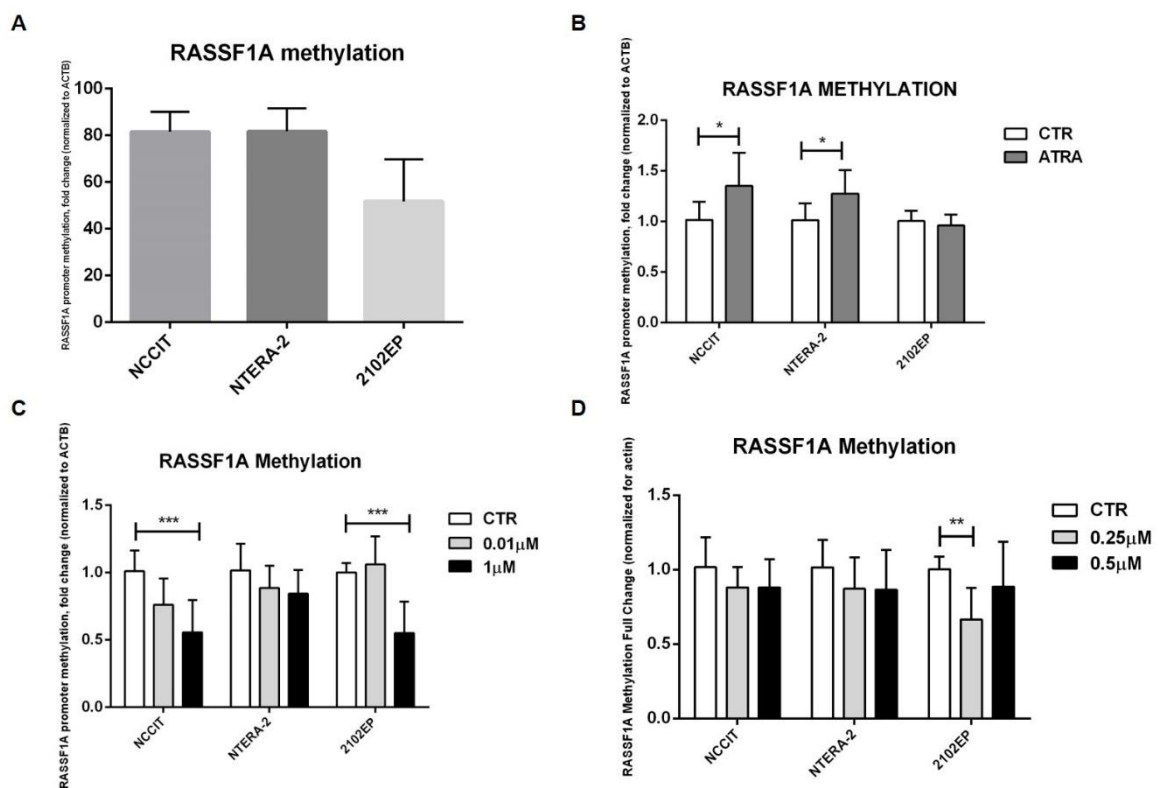 A
RASSF1A methylation
RASSF1A promoter methylation, fold change (normalized to ACTB)
100
80
60
40
20
0
NCCIT
NTERA-2
2102EP
B
RASSF1A METHYLATION
RASSF1A promoter methylation, fold change (normalized to ACTB)
2.0
1.5
1.0
0.5
0.0
*
*
CTR
ATRA
NCCIT
NTERA-2
2102EP
C
RASSF1A Methylation
RASSF1A promoter methylation, fold change (normalized to ACTB)
1.5
1.0
0.5
0.0
***
***
CTR
0.01μM
1μM
NCCIT
NTERA-2
2102EP
D
RASSF1A Methylation
RASSF1A Methylation Full Change (normalized for actin)
1.5
1.0
0.5
0.0
**
CTR
0.25μM
0.5μM
NCCIT
NTERA-2
2102EP